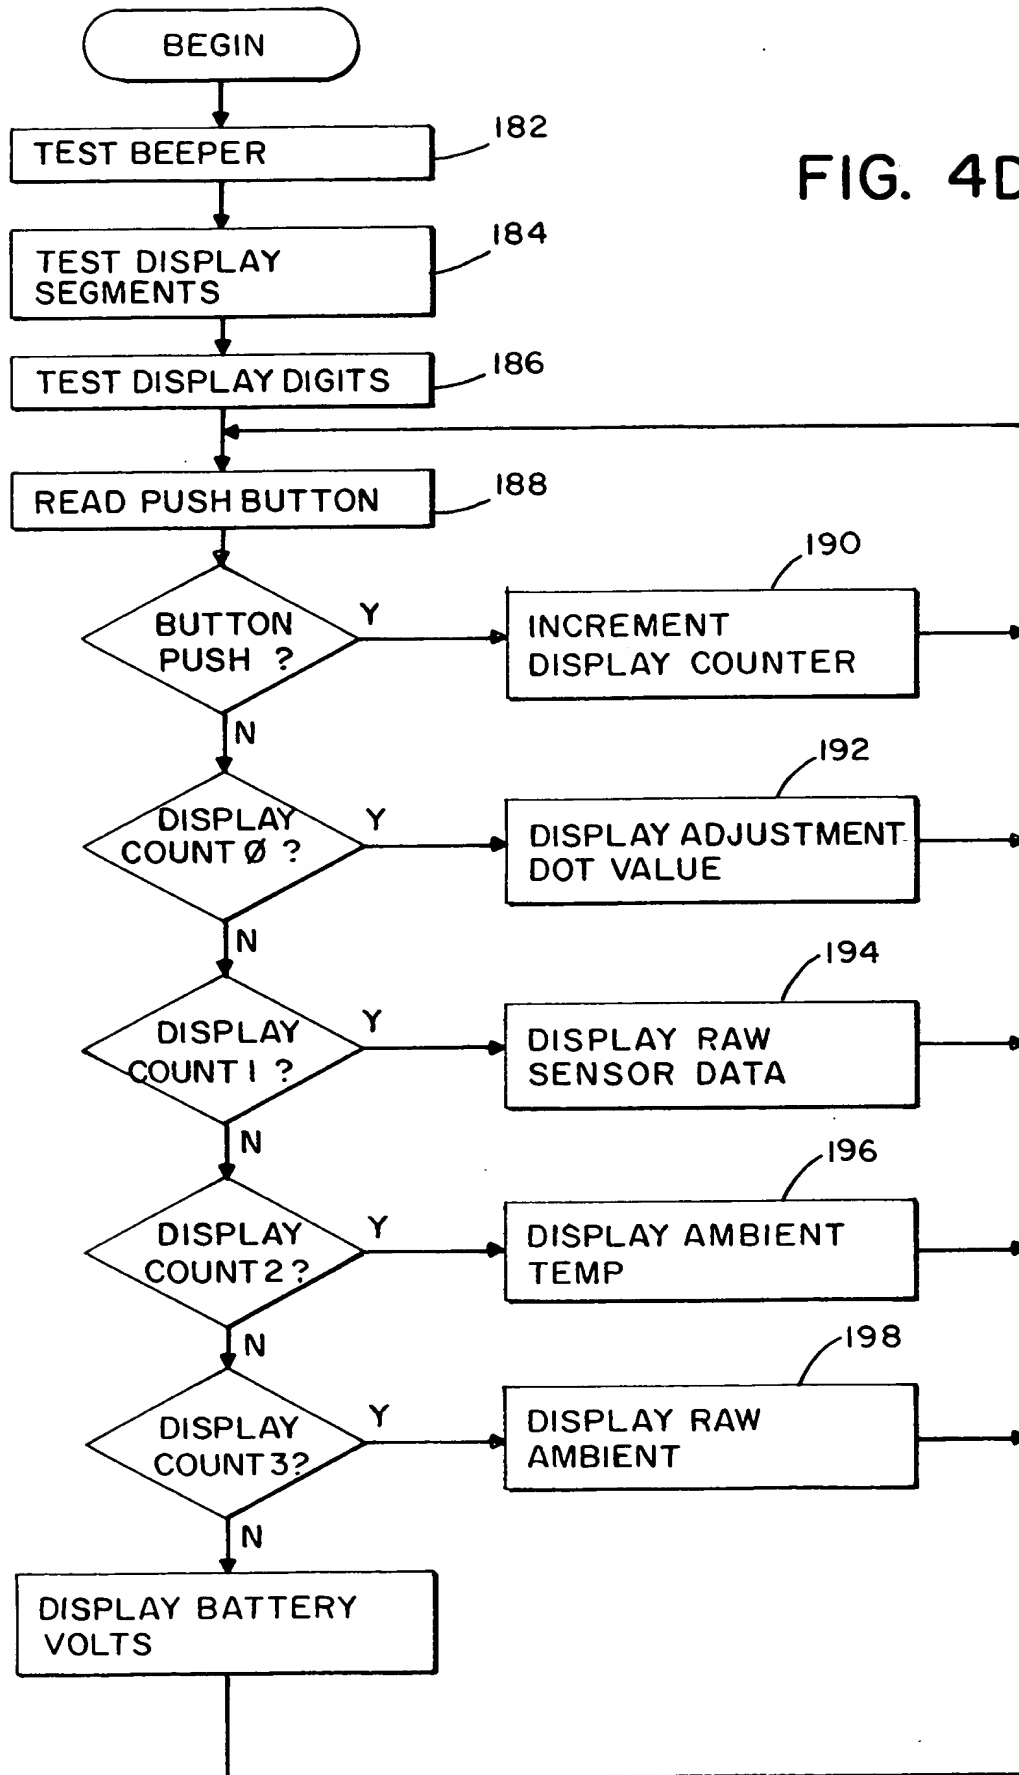 BEGIN
TEST BEEPER
182
FIG. 4D
TEST DISPLAY
SEGMENTS
184
TEST DISPLAY DIGITS
186
READ PUSH BUTTON
188
BUTTON
PUSH ?
Y
190
INCREMENT
DISPLAY COUNTER
N
DISPLAY
COUNT Ø ?
Y
192
DISPLAY ADJUSTMENT
DOT VALUE
N
DISPLAY
COUNT 1 ?
Y
194
DISPLAY RAW
SENSOR DATA
N
DISPLAY
COUNT 2 ?
Y
196
DISPLAY AMBIENT
TEMP
N
DISPLAY
COUNT 3?
Y
198
DISPLAY RAW
AMBIENT
N
DISPLAY BATTERY
VOLTS